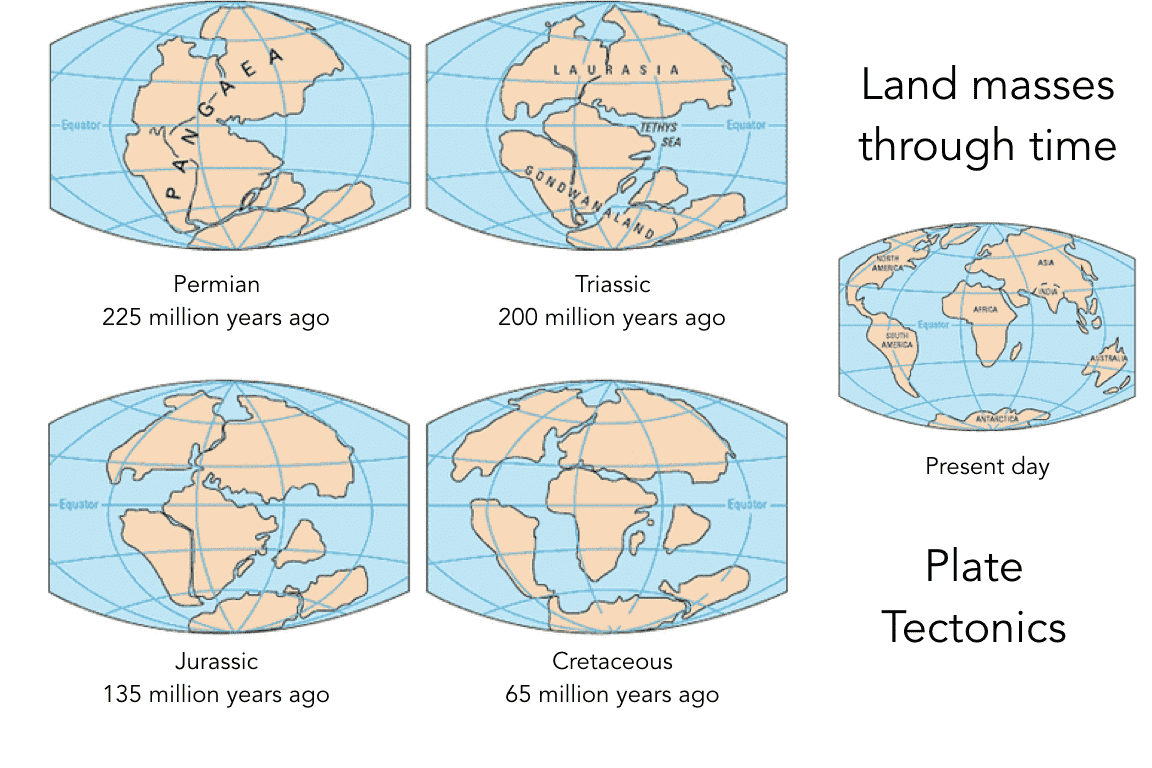 PANGAEA
Equator
Permian
225 million years ago
LAURASIA
TETHYS
SEA
Equator
GONDWANALAND
Triassic
200 million years ago
Land masses
through time
NORTH
AMERICA
ASIA
INDIA
AFRICA
Equator
SOUTH
AMERICA
AUSTRALIA
ANTARCTICA
Present day
Equator
Jurassic
135 million years ago
Equator
Cretaceous
65 million years ago
Plate
Tectonics